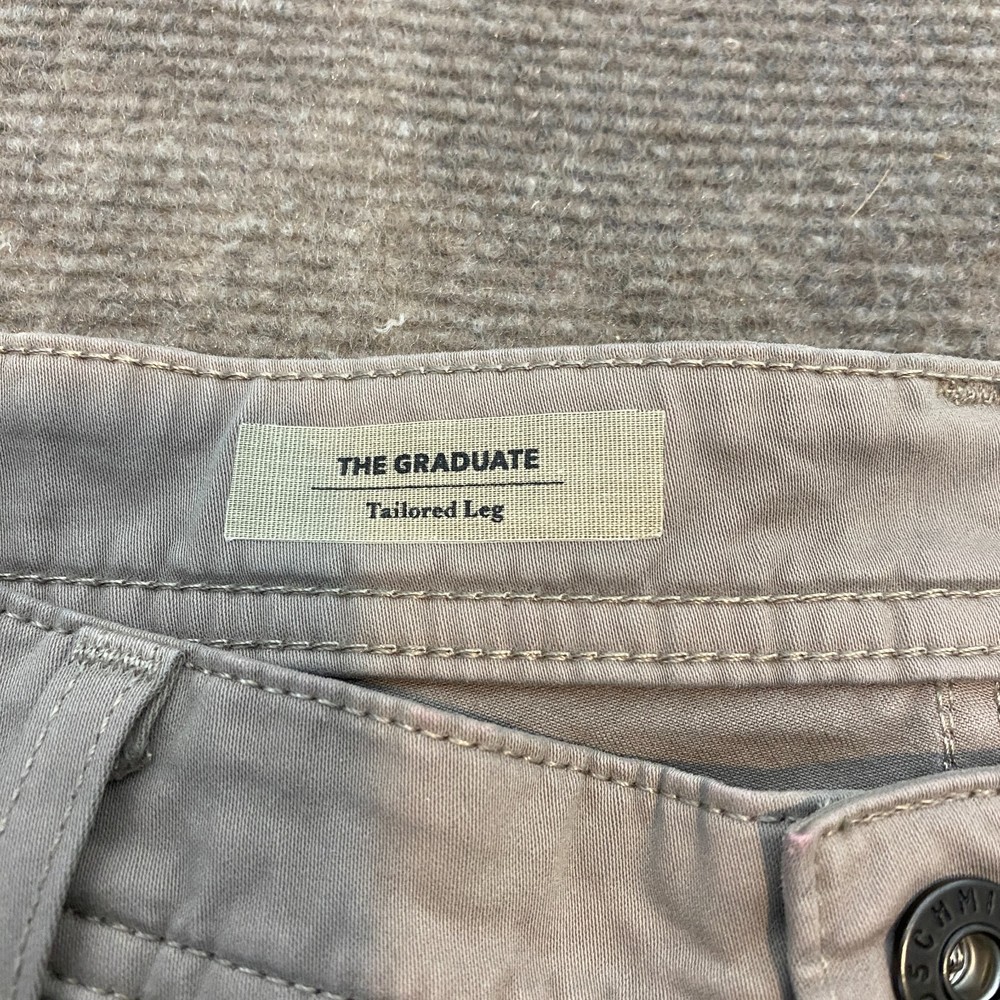 THE GRADUATE
Tailored Leg